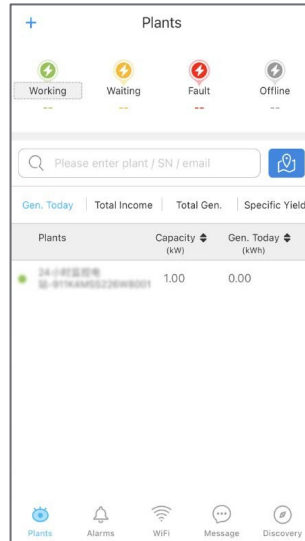 + Plants
Working Waiting Fault Offline
-- -- -- --
Please enter plant / SN / email
Gen. Today Total Income Total Gen. Specific Yield
Plants Capacity Gen. Today
(kW) (kWh)
1.00 0.00
Plants Alarms WiFi Message Discovery